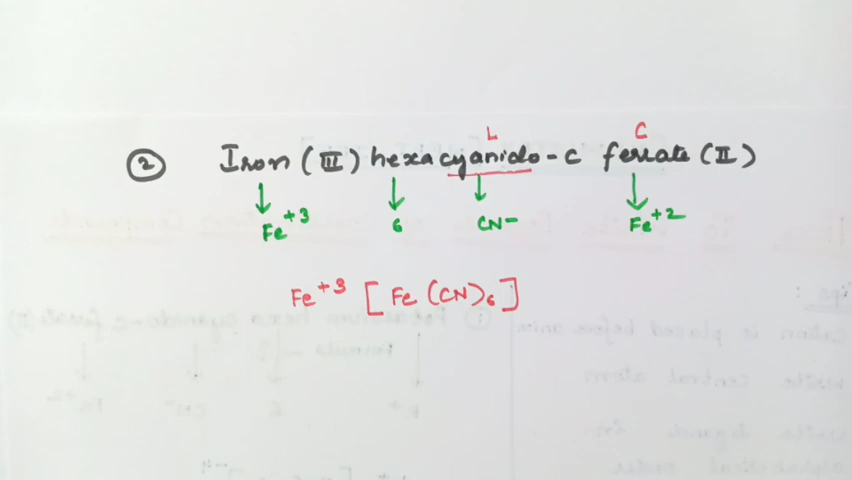 L C
② Iron (III) hexacyanido-c ferrate (II)
Fe+3 6 CN- Fe+2
Fe+3 [Fe (CN)6]